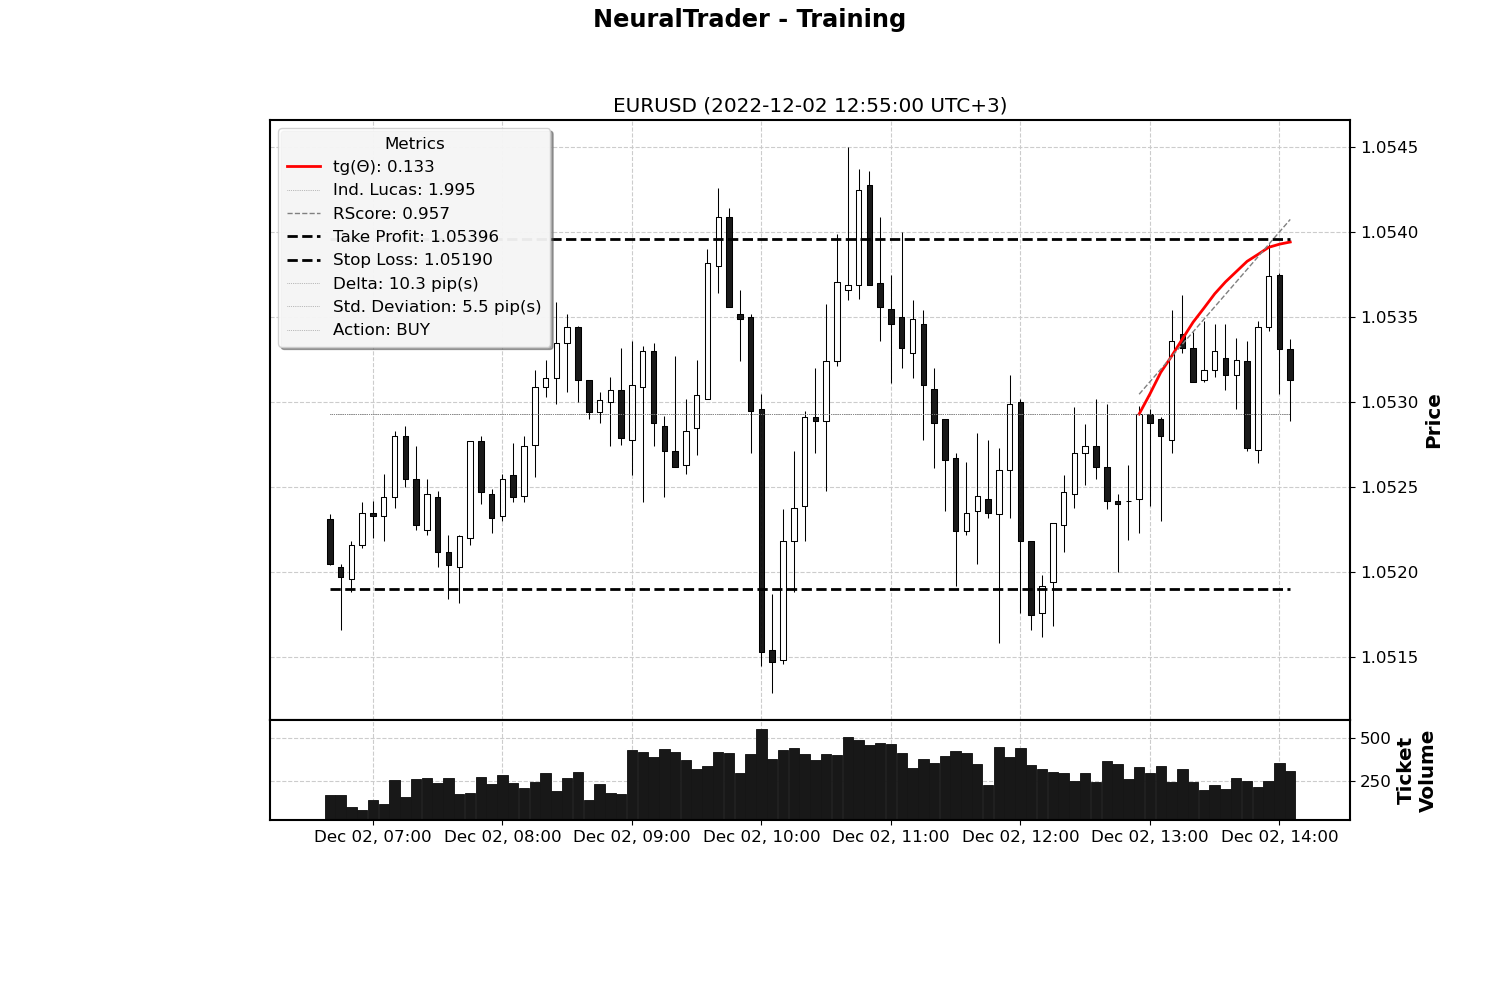 NeuralTrader - Training
EURUSD (2022-12-02 12:55:00 UTC+3)
Metrics
tg(Θ): 0.133
Ind. Lucas: 1.995
RScore: 0.957
Take Profit: 1.05396
Stop Loss: 1.05190
Delta: 10.3 pip(s)
Std. Deviation: 5.5 pip(s)
Action: BUY
1.0545
1.0540
1.0535
1.0530
1.0525
1.0520
1.0515
Price
500
250
Ticket
Volume
Dec 02, 07:00
Dec 02, 08:00
Dec 02, 09:00
Dec 02, 10:00
Dec 02, 11:00
Dec 02, 12:00
Dec 02, 13:00
Dec 02, 14:00